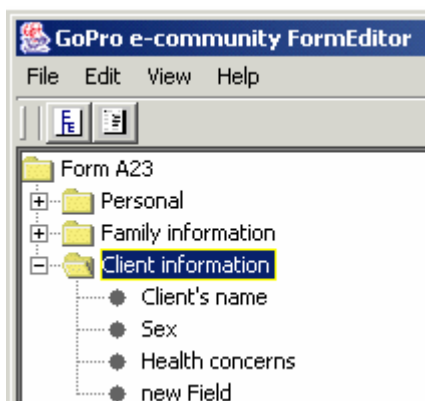 GoPro e-community FormEditor
File Edit View Help
Form A23
Personal
Family information
Client information
Client's name
Sex
Health concerns
new Field